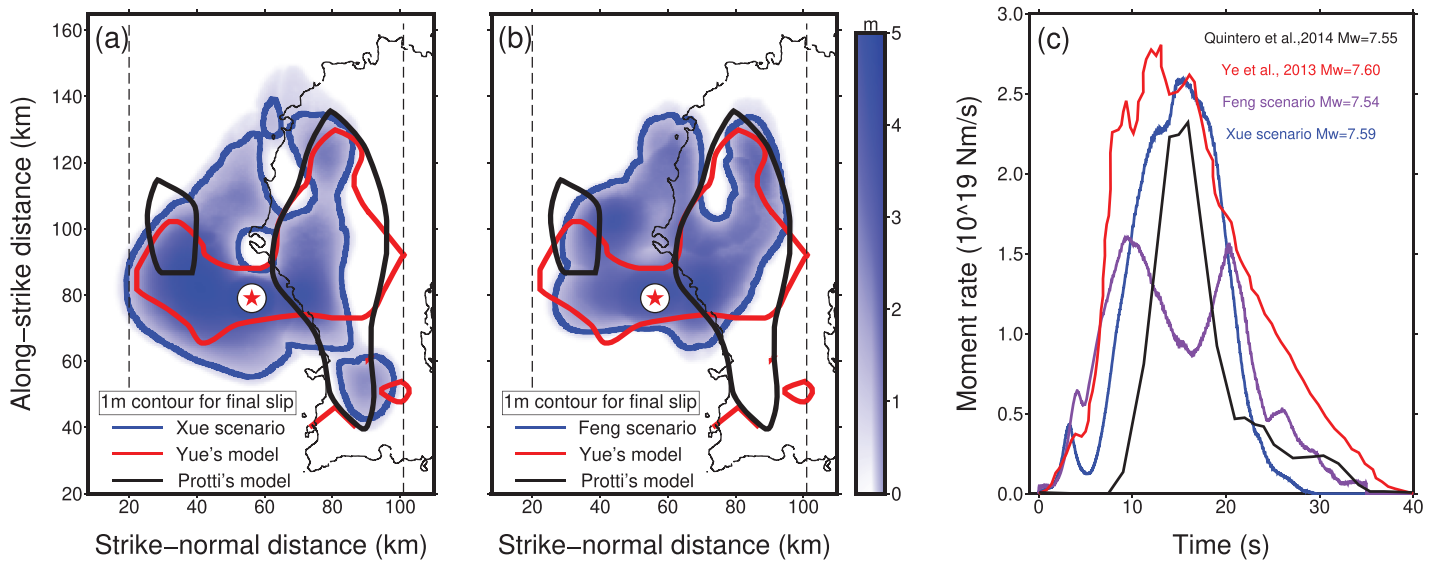 (a)
Along−strike distance (km)
160
140
120
100
80
60
40
20
1m contour for final slip
Xue scenario
Yue's model
Protti's model
20 40 60 80 100
Strike−normal distance (km)
(b)
1m contour for final slip
Feng scenario
Yue's model
Protti's model
20 40 60 80 100
Strike−normal distance (km)
m
5
4
3
2
1
0
(c)
Moment rate (10^19 Nm/s)
3.0
2.5
2.0
1.5
1.0
0.5
0.0
Quintero et al.,2014 Mw=7.55
Ye et al., 2013 Mw=7.60
Feng scenario Mw=7.54
Xue scenario Mw=7.59
0 10 20 30 40
Time (s)